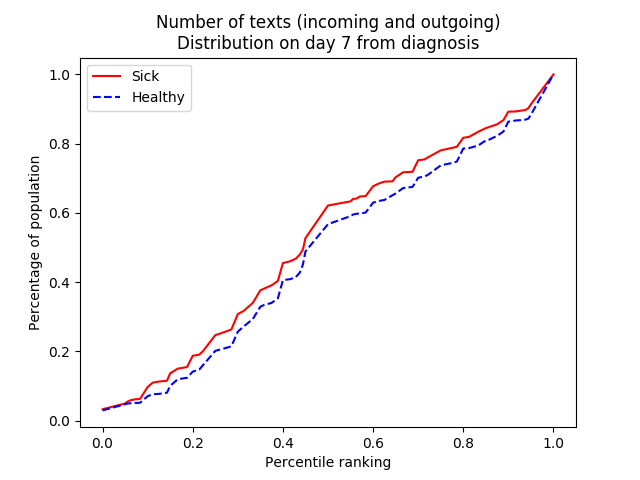 Number of texts (incoming and outgoing)
Distribution on day 7 from diagnosis
Sick
Healthy
Percentage of population
1.0
0.8
0.6
0.4
0.2
0.0
0.0 0.2 0.4 0.6 0.8 1.0
Percentile ranking